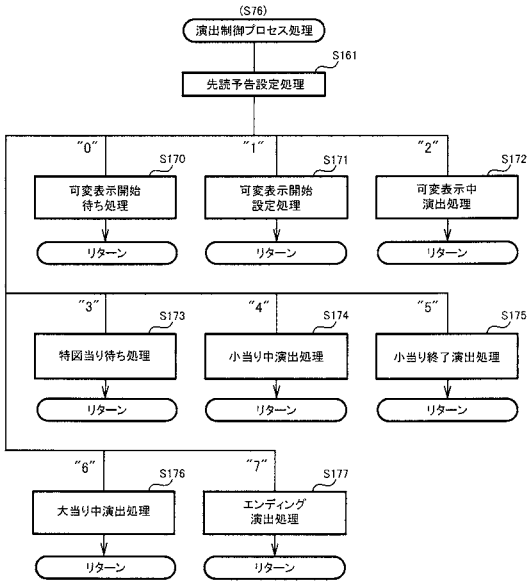 (S76)
演出制御プロセス処理
S161
先読予告設定処理
"0"
"1"
"2"
S170
S171
S172
可変表示開始
待ち処理
可変表示開始
設定処理
可変表示中
演出処理
リターン
リターン
リターン
"3"
"4"
"5"
S173
S174
S175
特図当り待ち処理
小当り中演出処理
小当り終了演出処理
リターン
リターン
リターン
"6"
"7"
S176
S177
大当り中演出処理
エンディング
演出処理
リターン
リターン